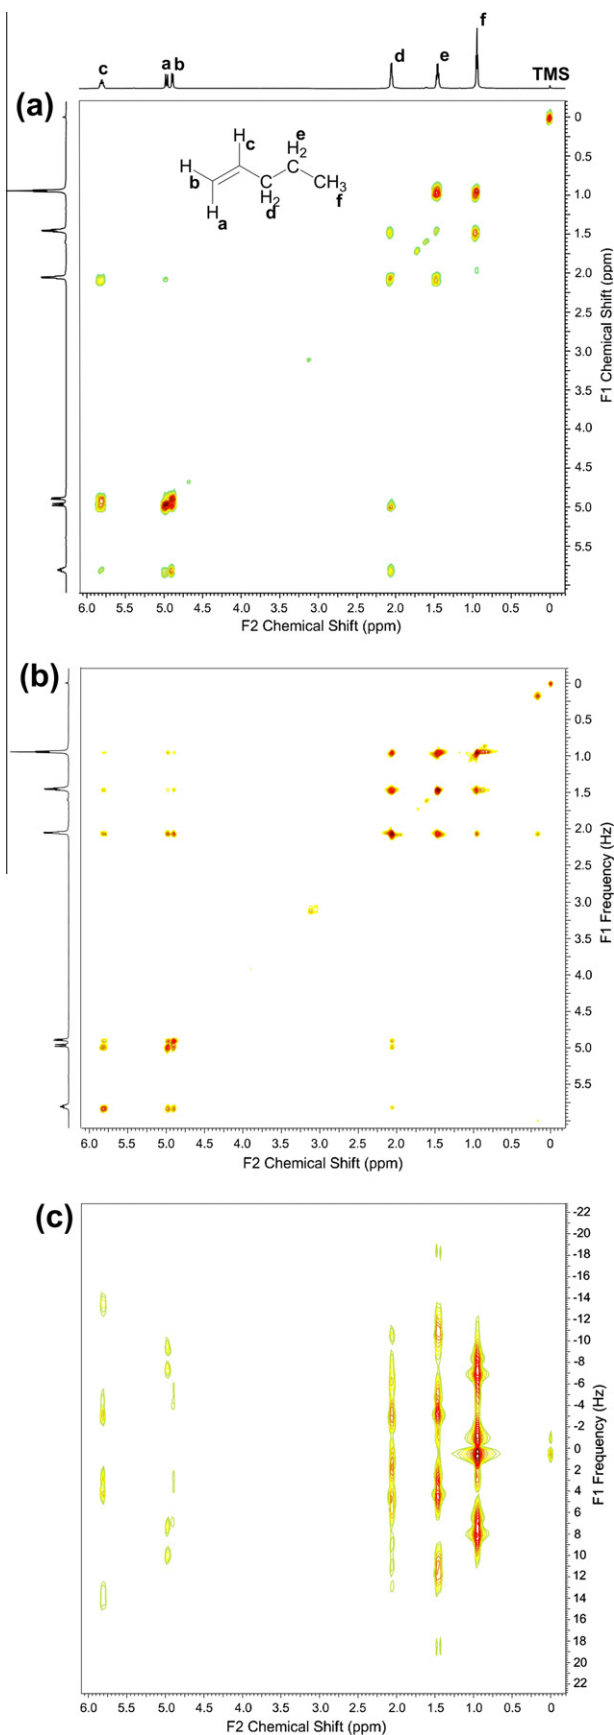 f
a b
d
e
c
TMS
(a)
c
e
H
H2
H
C
b
C
CH3
H2
f
H
d
a
0
0.5
1.0
1.5
2.0
2.5
3.0
3.5
4.0
4.5
5.0
5.5
F1 Chemical Shift (ppm)
6.0 5.5 5.0 4.5 4.0 3.5 3.0 2.5 2.0 1.5 1.0 0.5 0
F2 Chemical Shift (ppm)
(b)
0
0.5
1.0
1.5
2.0
2.5
3.0
3.5
4.0
4.5
5.0
5.5
F1 Frequency (Hz)
6.0 5.5 5.0 4.5 4.0 3.5 3.0 2.5 2.0 1.5 1.0 0.5 0
F2 Chemical Shift (ppm)
(c)
-22
-20
-18
-16
-14
-12
-10
-8
-6
-4
-2
0
2
4
6
8
10
12
14
16
18
20
22
F1 Frequency (Hz)
6.0 5.5 5.0 4.5 4.0 3.5 3.0 2.5 2.0 1.5 1.0 0.5 0
F2 Chemical Shift (ppm)